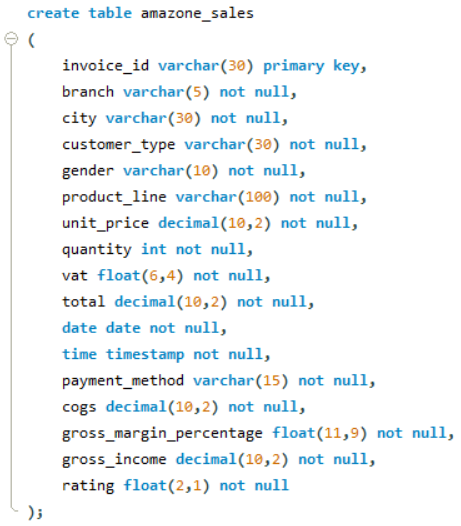 create table amazone_sales
(
invoice_id varchar(30) primary key,
branch varchar(5) not null,
city varchar(30) not null,
customer_type varchar(30) not null,
gender varchar(10) not null,
product_line varchar(100) not null,
unit_price decimal(10,2) not null,
quantity int not null,
vat float(6,4) not null,
total decimal(10,2) not null,
date date not null,
time timestamp not null,
payment_method varchar(15) not null,
cogs decimal(10,2) not null,
gross_margin_percentage float(11,9) not null,
gross_income decimal(10,2) not null,
rating float(2,1) not null
);